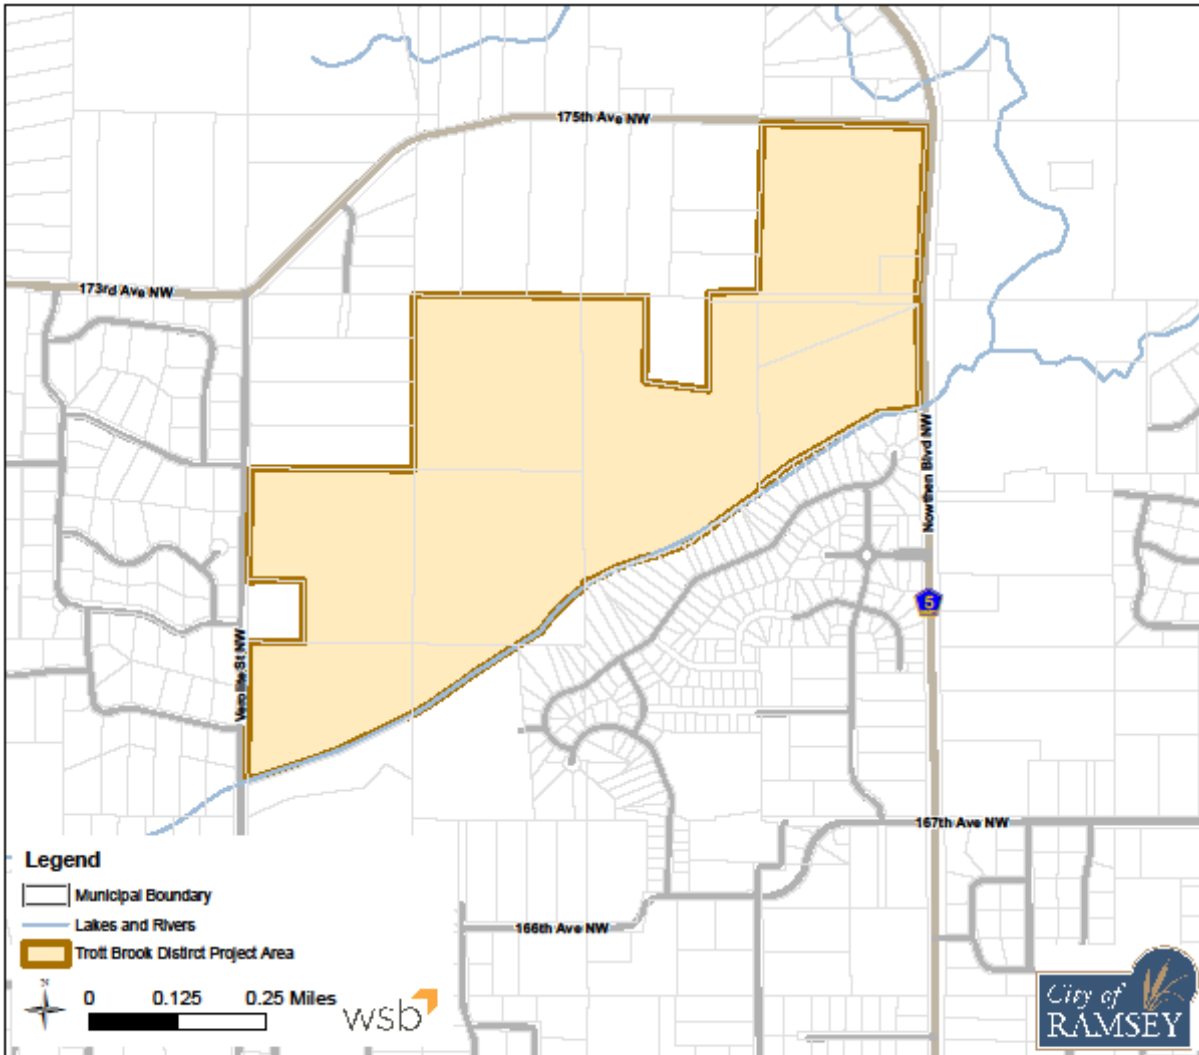 175th Ave NW
173rd Ave NW
Nowthen Blvd NW
5
Variolite St NW
167th Ave NW
166th Ave NW
Legend
Municipal Boundary
Lakes and Rivers
Trott Brook Distirct Project Area
N
0 0.125 0.25 Miles
wsb
City of
RAMSEY